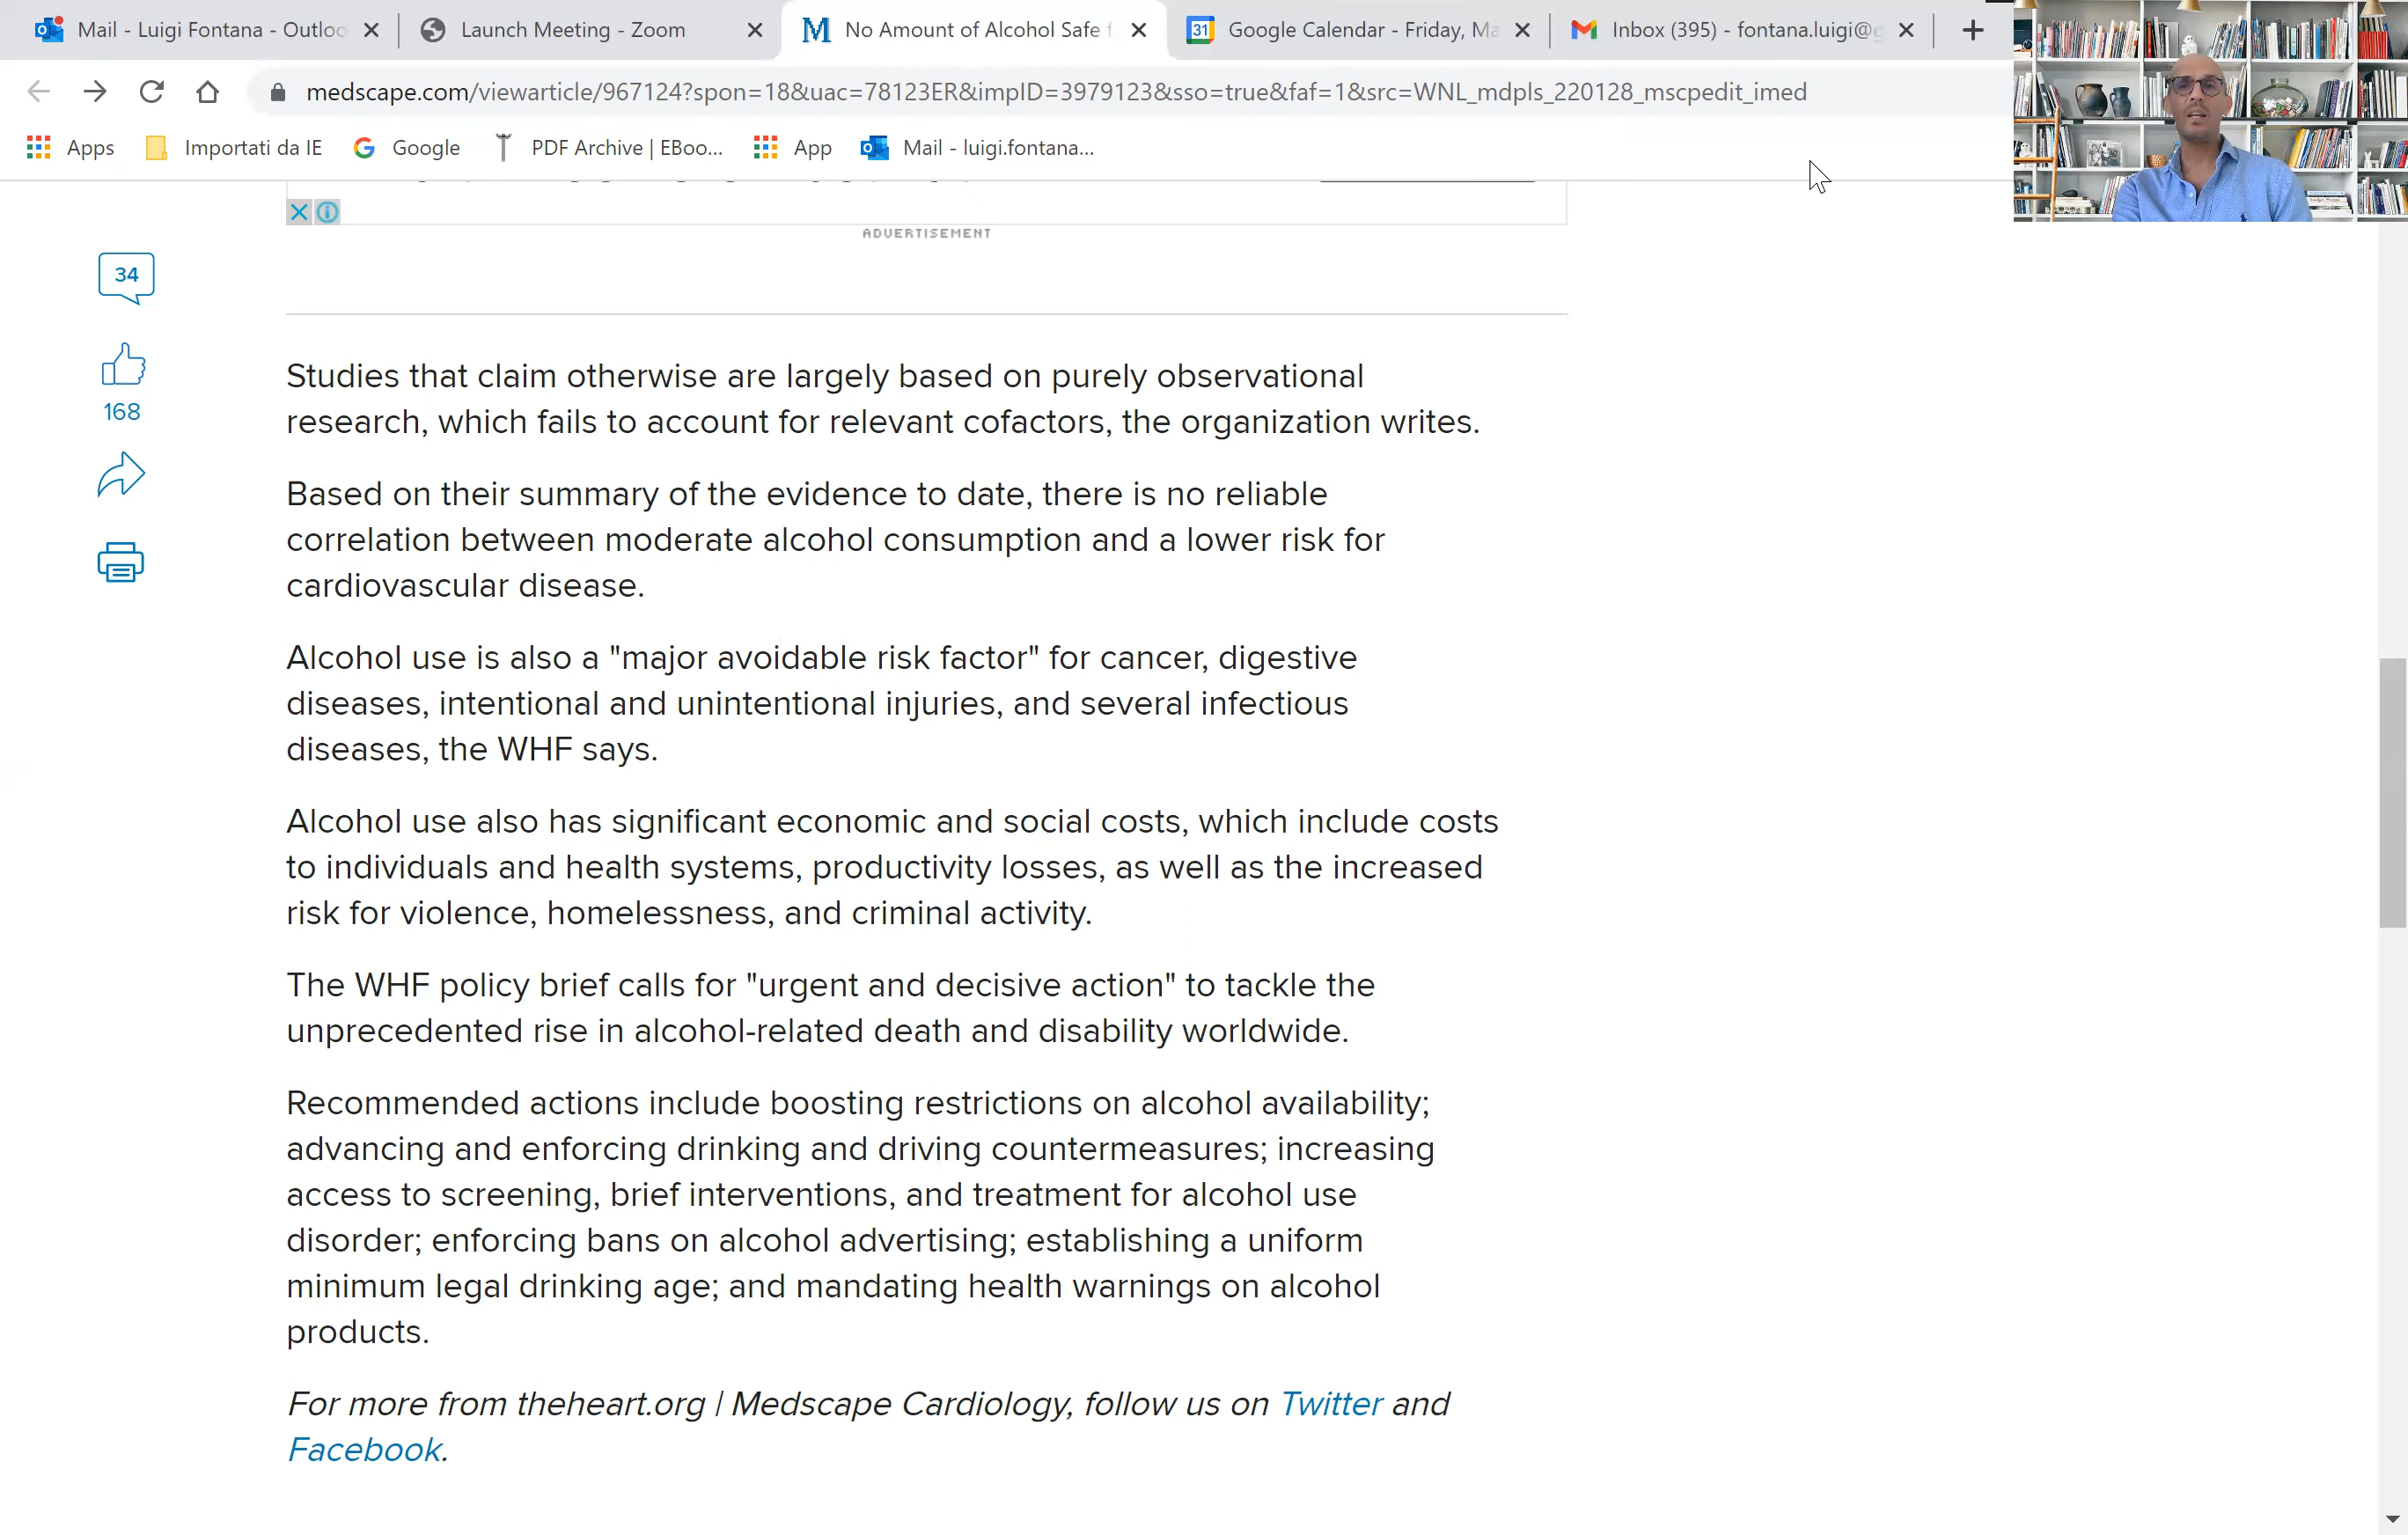 Mail - Luigi Fontana - Outloo
Launch Meeting - Zoom
No Amount of Alcohol Safe f
31
Google Calendar - Friday, Ma
Inbox (395) - fontana.luigi@g
medscape.com/viewarticle/967124?spon=18&uac=78123ER&impID=3979123&sso=true&faf=1&src=WNL_mdpls_220128_mscpedit_imed
Apps
Importati da IE
Google
PDF Archive | EBoo...
App
Mail - luigi.fontana...
ADVERTISEMENT
34
168
Studies that claim otherwise are largely based on purely observational
research, which fails to account for relevant cofactors, the organization writes.
Based on their summary of the evidence to date, there is no reliable
correlation between moderate alcohol consumption and a lower risk for
cardiovascular disease.
Alcohol use is also a "major avoidable risk factor" for cancer, digestive
diseases, intentional and unintentional injuries, and several infectious
diseases, the WHF says.
Alcohol use also has significant economic and social costs, which include costs
to individuals and health systems, productivity losses, as well as the increased
risk for violence, homelessness, and criminal activity.
The WHF policy brief calls for "urgent and decisive action" to tackle the
unprecedented rise in alcohol-related death and disability worldwide.
Recommended actions include boosting restrictions on alcohol availability;
advancing and enforcing drinking and driving countermeasures; increasing
access to screening, brief interventions, and treatment for alcohol use
disorder; enforcing bans on alcohol advertising; establishing a uniform
minimum legal drinking age; and mandating health warnings on alcohol
products.
For more from theheart.org | Medscape Cardiology, follow us on Twitter and
Facebook.